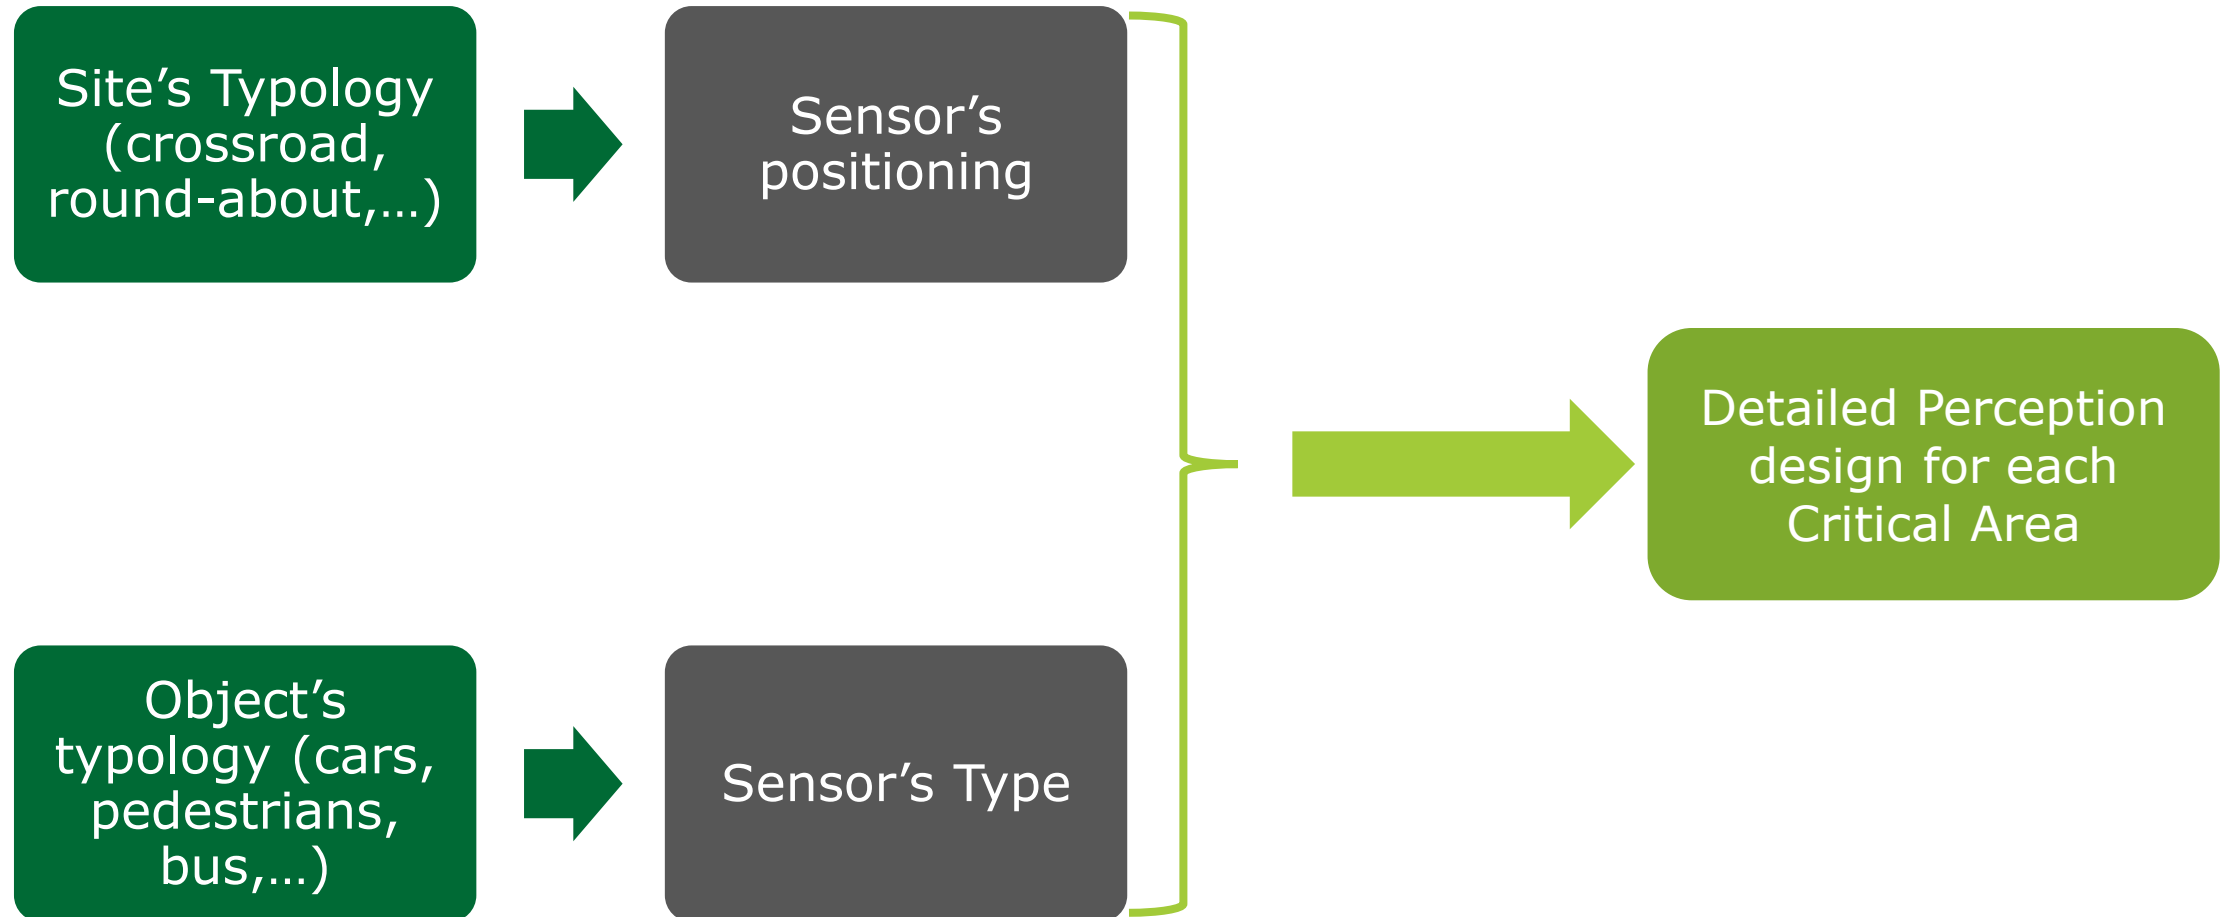 Site’s Typology
(crossroad,
round-about,…)
Sensor’s
positioning
Detailed Perception
design for each
Critical Area
Object’s
typology (cars,
pedestrians,
bus,…)
Sensor’s Type